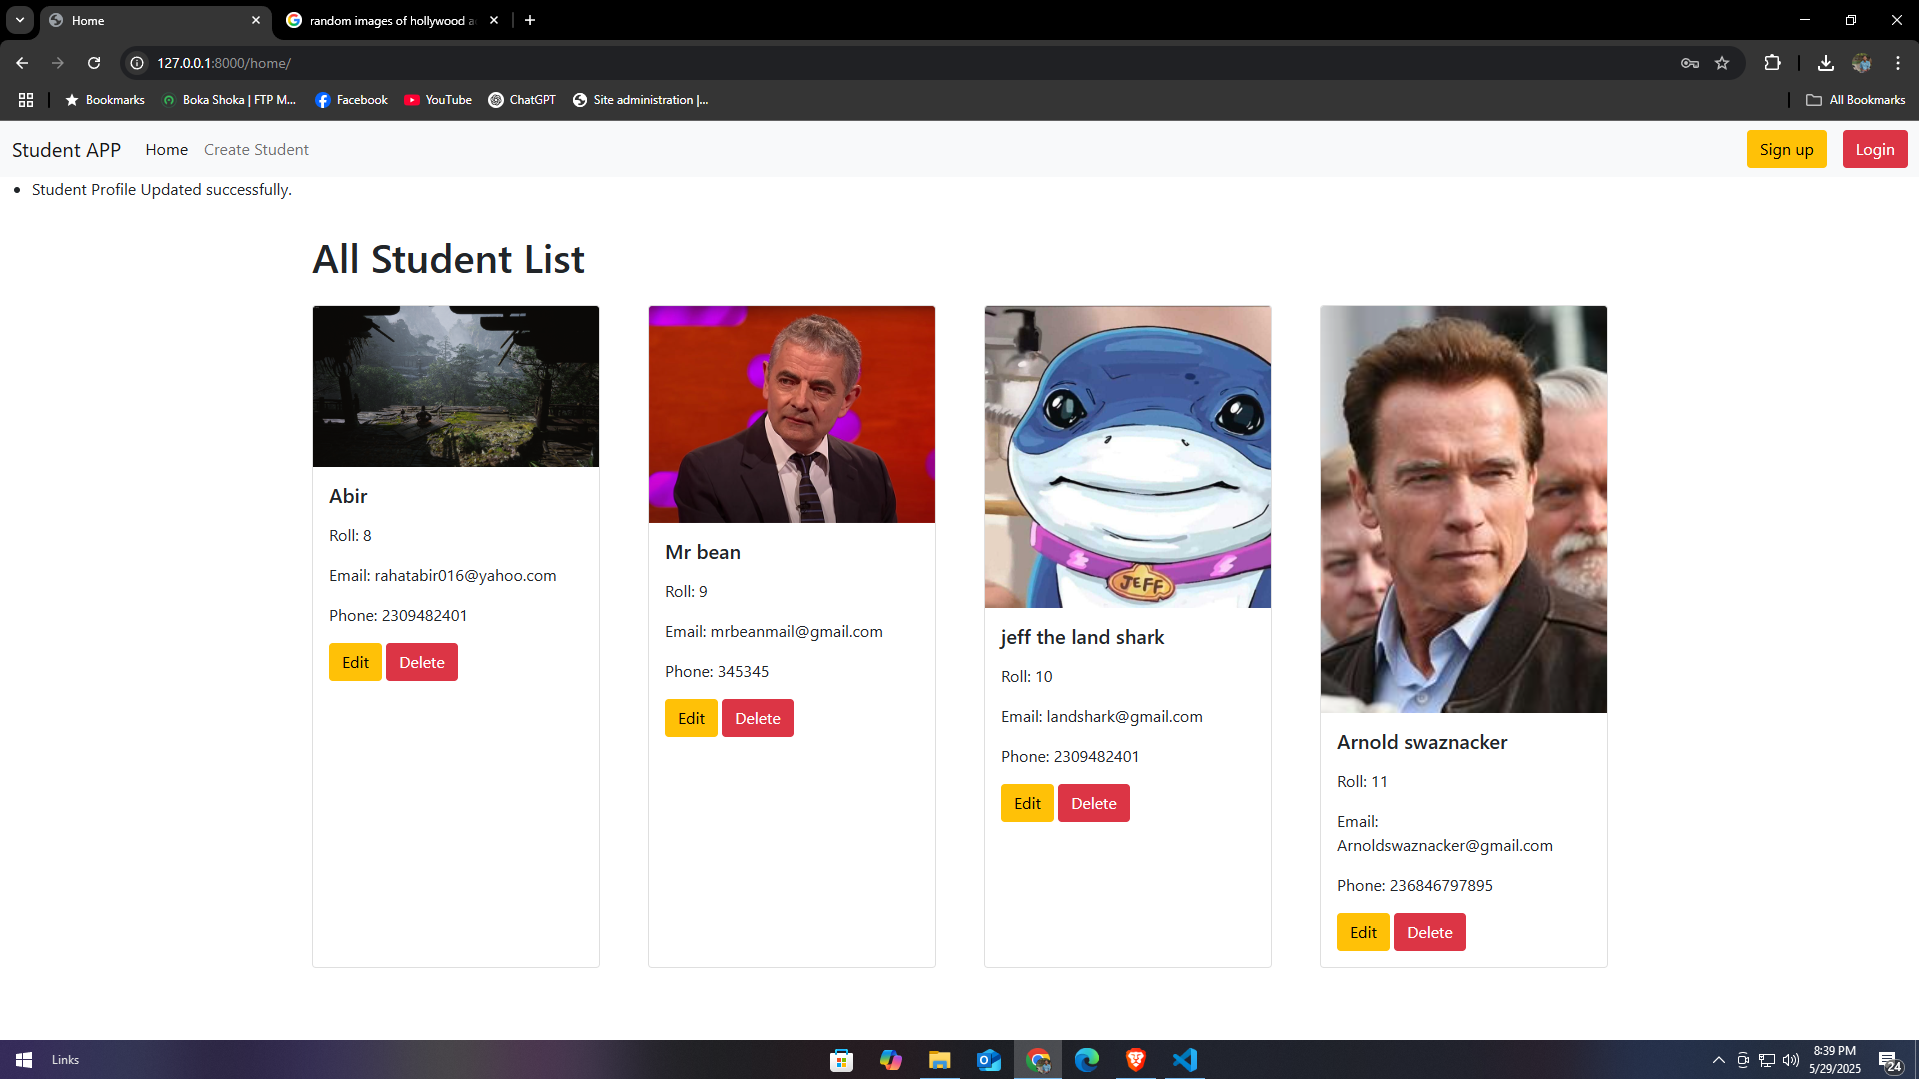 Home
random images of hollywood a
127.0.0.1:8000/home/
Bookmarks
Boka Shoka | FTP M...
Facebook
YouTube
ChatGPT
Site administration |...
All Bookmarks
Student APP
Home
Create Student
Sign up
Login
Student Profile Updated successfully.
All Student List
Abir
Roll: 8
Email: rahatabir016@yahoo.com
Phone: 2309482401
Edit
Delete
Mr bean
Roll: 9
Email: mrbeanmail@gmail.com
Phone: 345345
Edit
Delete
JEFF
jeff the land shark
Roll: 10
Email: landshark@gmail.com
Phone: 2309482401
Edit
Delete
Arnold swaznacker
Roll: 11
Email:
Arnoldswaznacker@gmail.com
Phone: 236846797895
Edit
Delete
Links
8:39 PM
5/29/2025
24